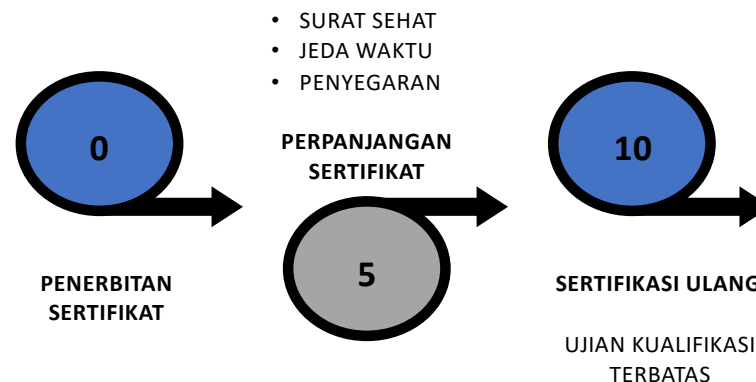 • SURAT SEHAT
• JEDA WAKTU
• PENYEGARAN
0
PENERBITAN
SERTIFIKAT
PERPANJANGAN
SERTIFIKAT
5
10
SERTIFIKASI ULANG
UJIAN KUALIFIKASI
TERBATAS